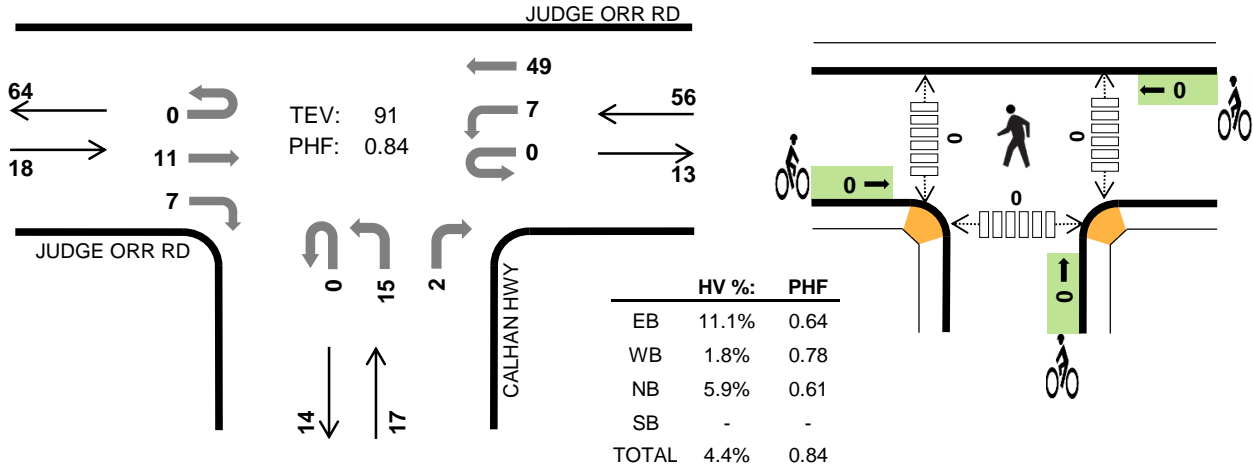 JUDGE ORR RD
64
18
0
11
7
TEV: 91
PHF: 0.84
49
7
0
56
13
JUDGE ORR RD
0
15
2
14
17
CALHAN HWY
HV %: PHF
EB 11.1% 0.64
WB 1.8% 0.78
NB 5.9% 0.61
SB - -
TOTAL 4.4% 0.84
0
0
0
0
0
0